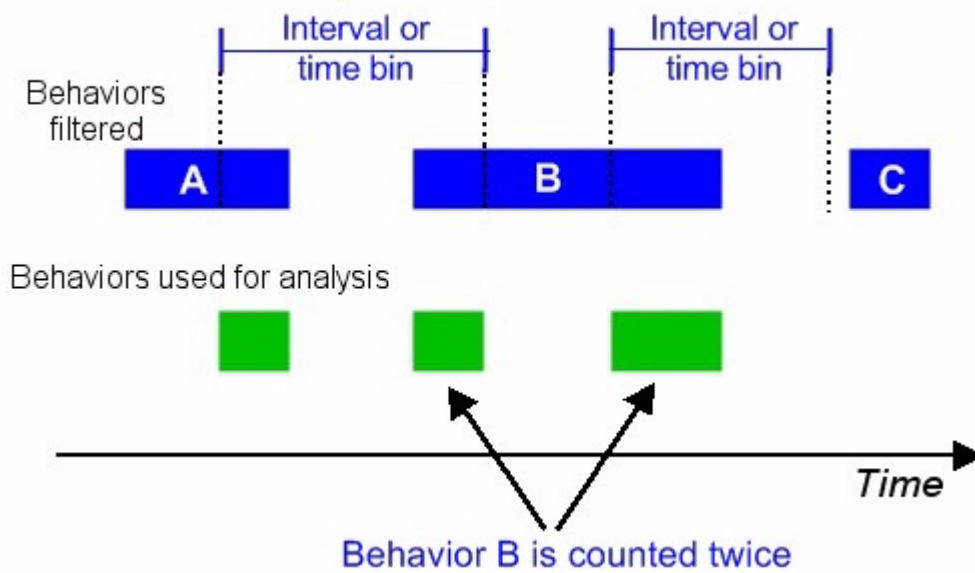 Interval or
time bin
Interval or
time bin
Behaviors
filtered
A
B
C
Behaviors used for analysis
Time
Behavior B is counted twice